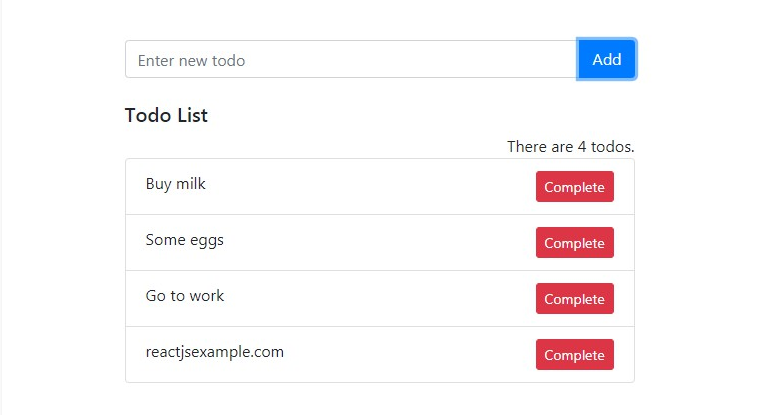 Enter new todo Add
Todo List
There are 4 todos.
Buy milk Complete
Some eggs Complete
Go to work Complete
reactjsexample.com Complete